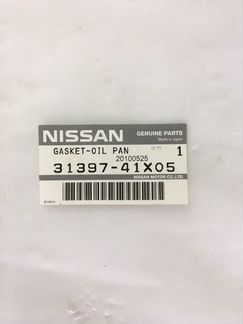 NISSAN GENUINE PARTS
Made in Japan
GASKET-OIL PAN 1
20100525
31397-41X05
NISSAN MOTOR CO.,LTD.